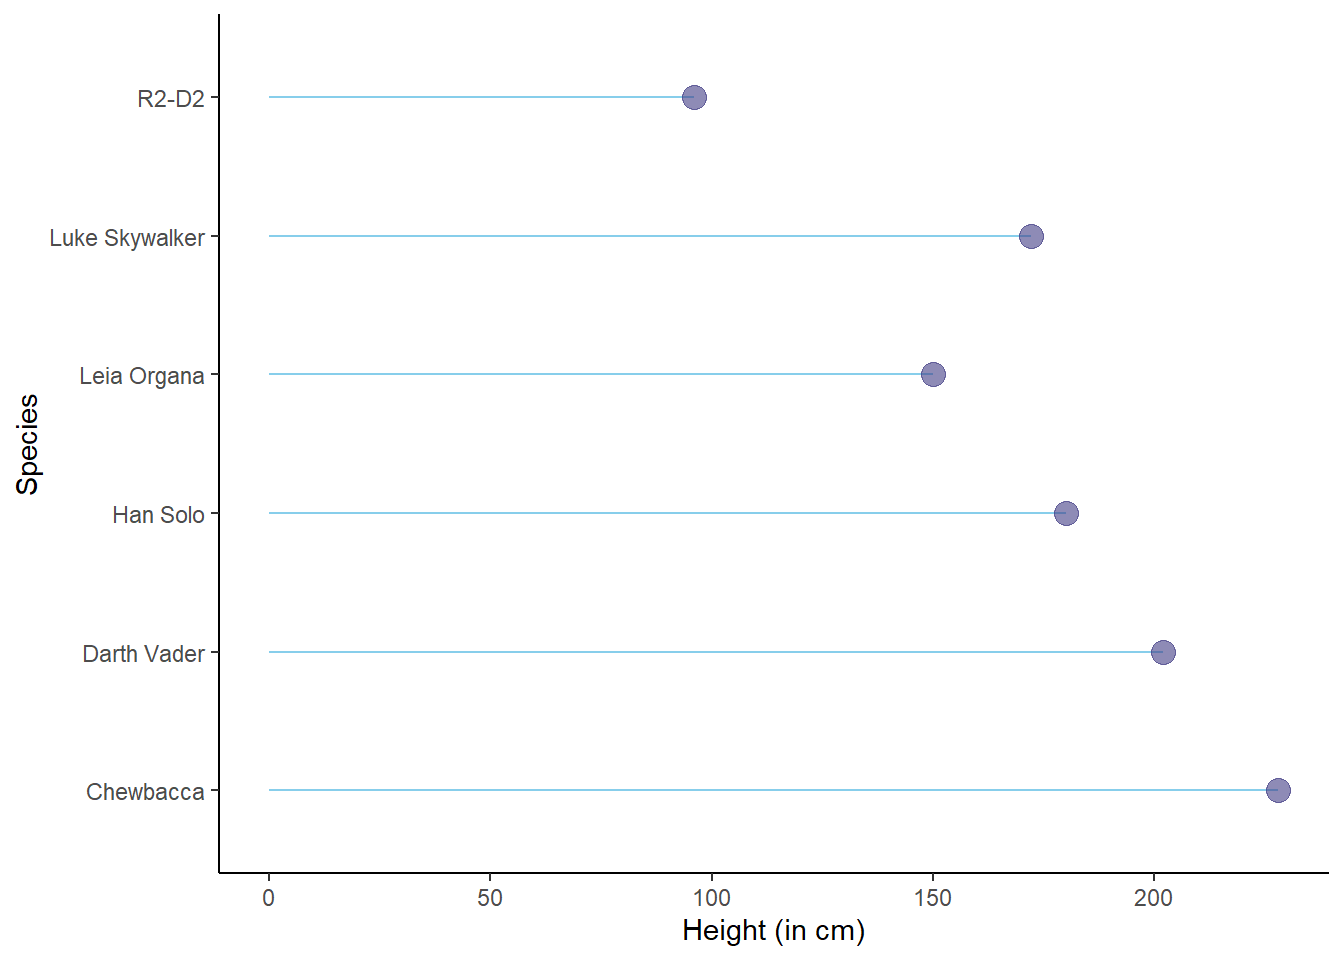 R2-D2
Luke Skywalker
Leia Organa
Han Solo
Darth Vader
Chewbacca
Species
0 50 100 150 200
Height (in cm)